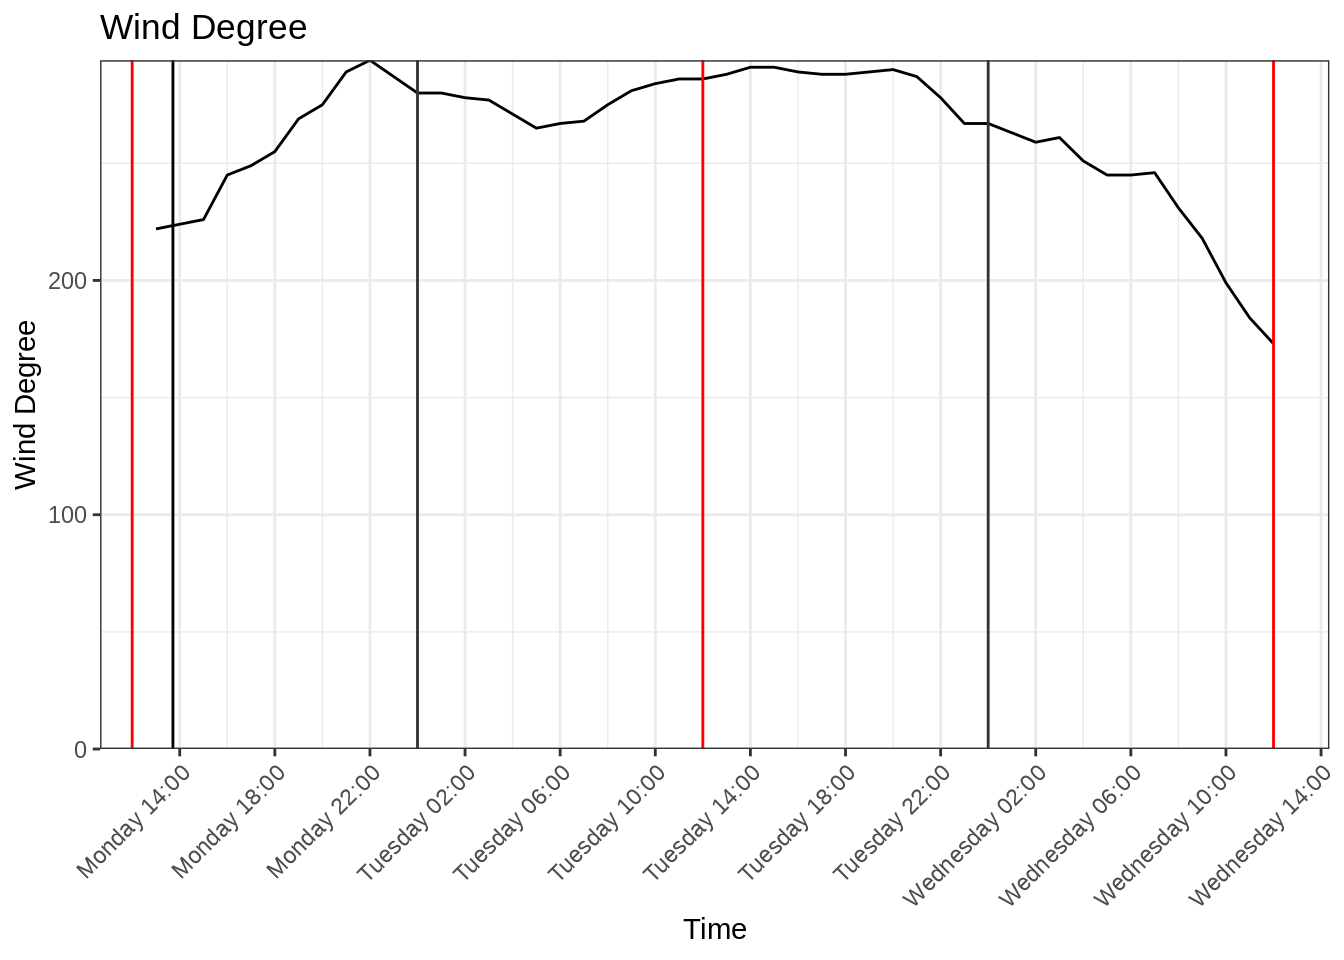 Wind Degree
Wind Degree
200
100
0
Monday 14:00
Monday 18:00
Monday 22:00
Tuesday 02:00
Tuesday 06:00
Tuesday 10:00
Tuesday 14:00
Tuesday 18:00
Tuesday 22:00
Wednesday 02:00
Wednesday 06:00
Wednesday 10:00
Wednesday 14:00
Time